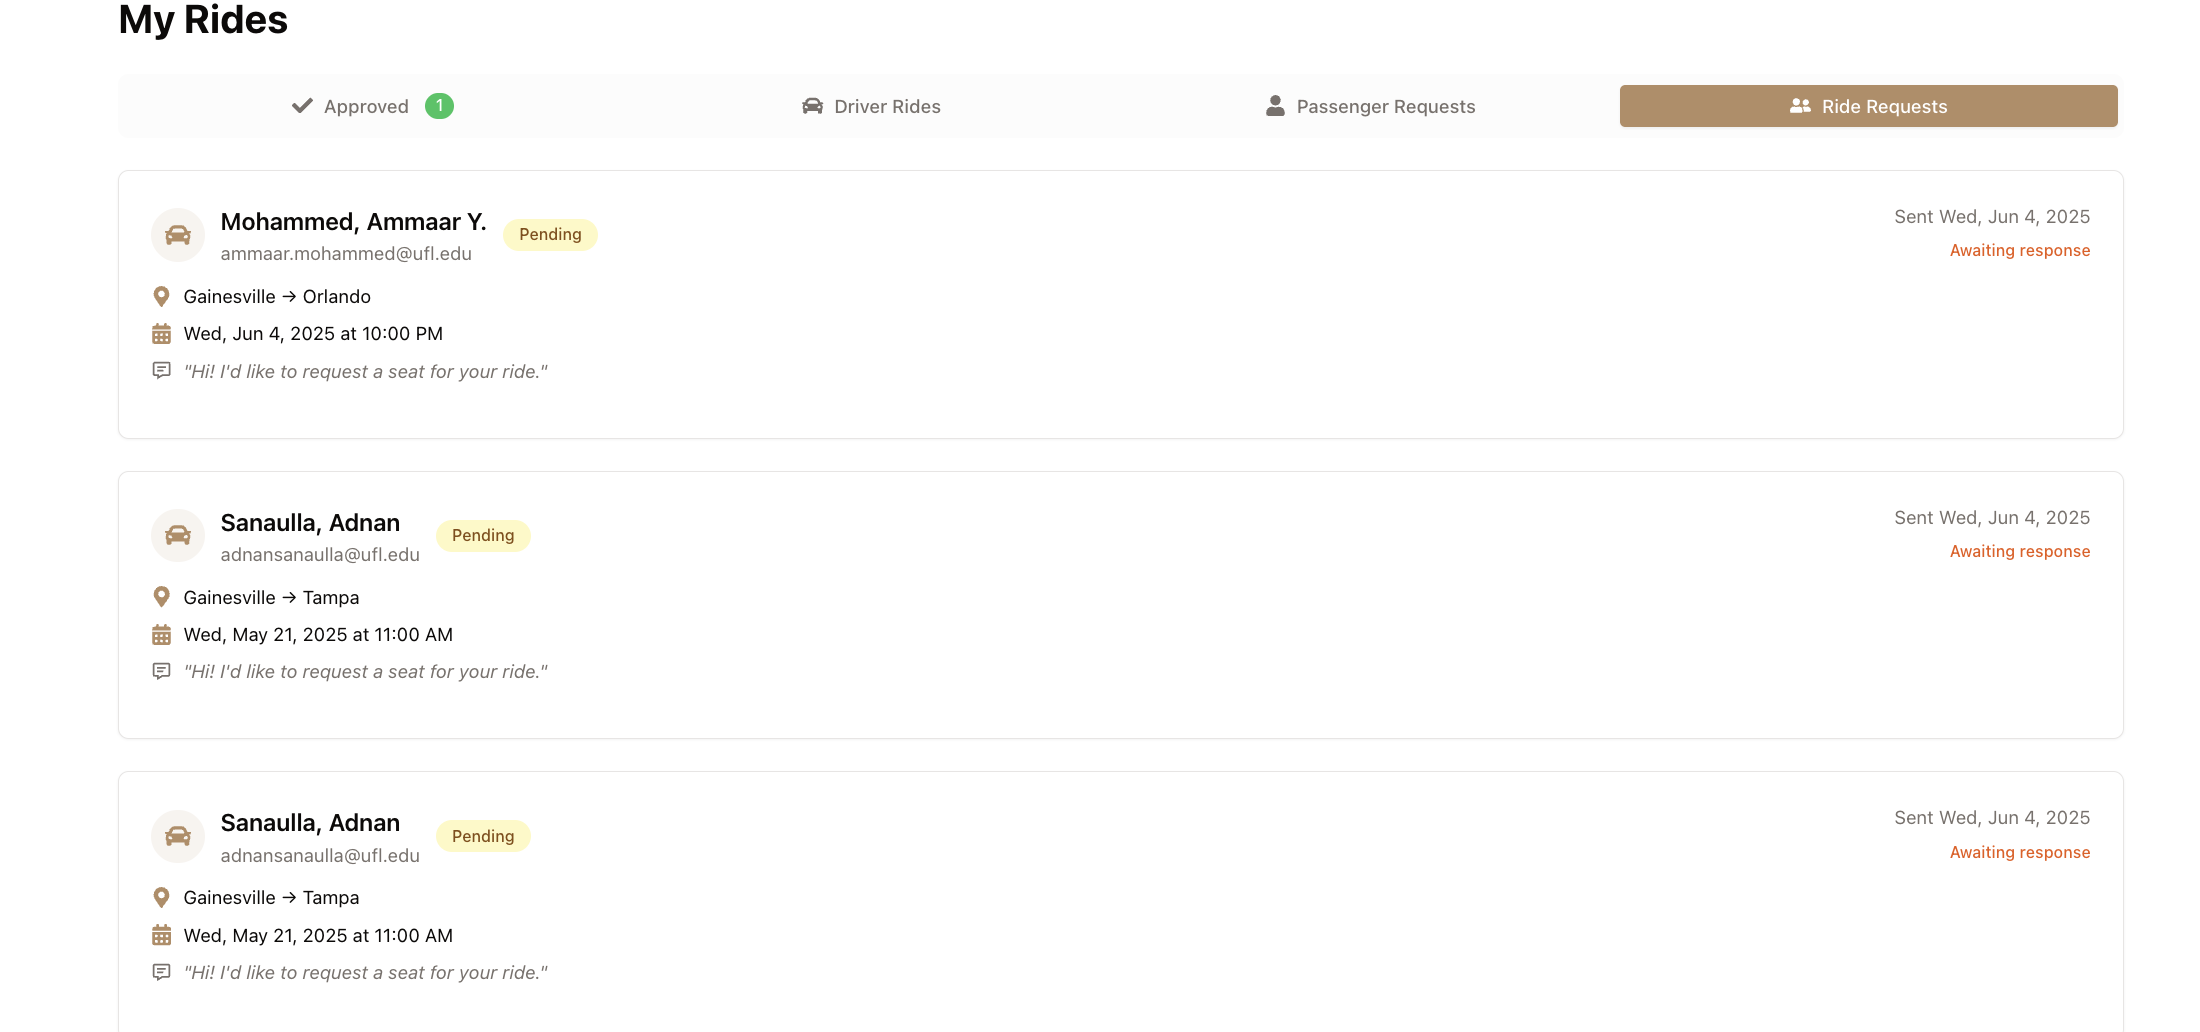 My Rides
Approved 1
Driver Rides
Passenger Requests
Ride Requests
Mohammed, Ammaar Y.
Pending
ammaar.mohammed@ufl.edu
Sent Wed, Jun 4, 2025
Awaiting response
Gainesville → Orlando
Wed, Jun 4, 2025 at 10:00 PM
"Hi! I'd like to request a seat for your ride."
Sanaulla, Adnan
Pending
adnansanaulla@ufl.edu
Sent Wed, Jun 4, 2025
Awaiting response
Gainesville → Tampa
Wed, May 21, 2025 at 11:00 AM
"Hi! I'd like to request a seat for your ride."
Sanaulla, Adnan
Pending
adnansanaulla@ufl.edu
Sent Wed, Jun 4, 2025
Awaiting response
Gainesville → Tampa
Wed, May 21, 2025 at 11:00 AM
"Hi! I'd like to request a seat for your ride."